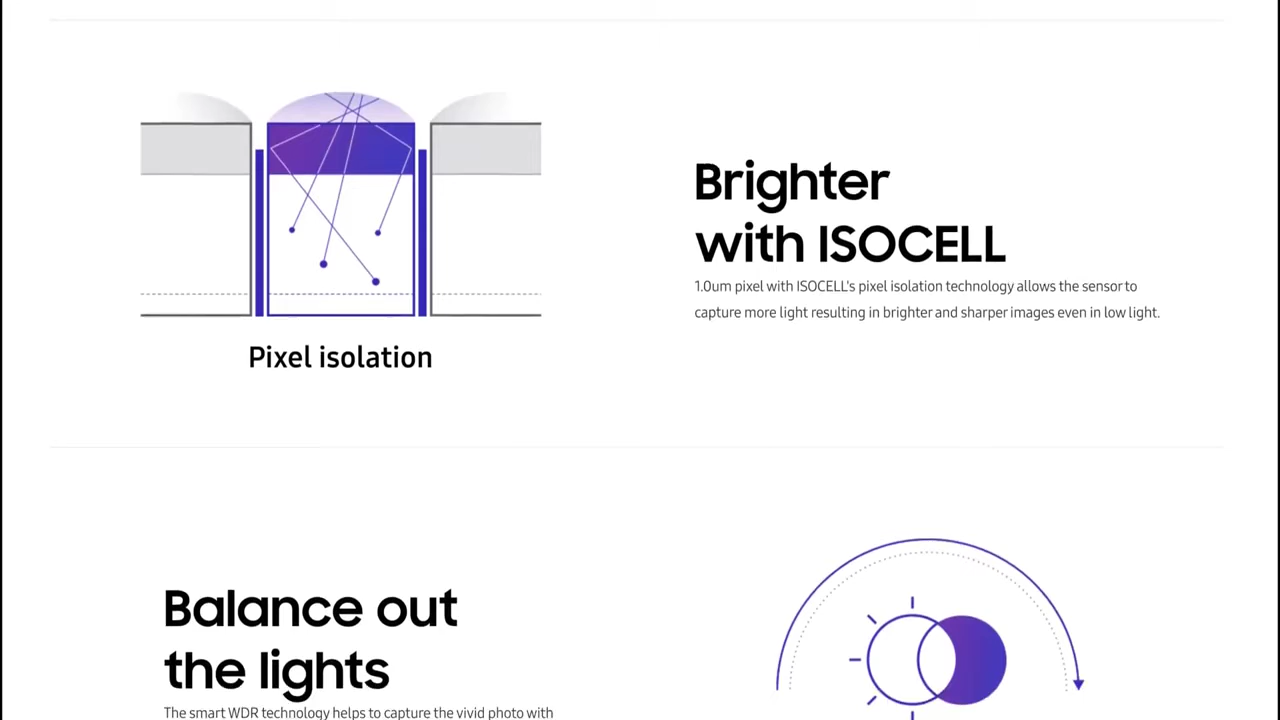 Brighter
with ISOCELL
1.0um pixel with ISOCELL's pixel isolation technology allows the sensor to
capture more light resulting in brighter and sharper images even in low light.
Pixel isolation
Balance out
the lights
The smart WDR technology helps to capture the vivid photo with